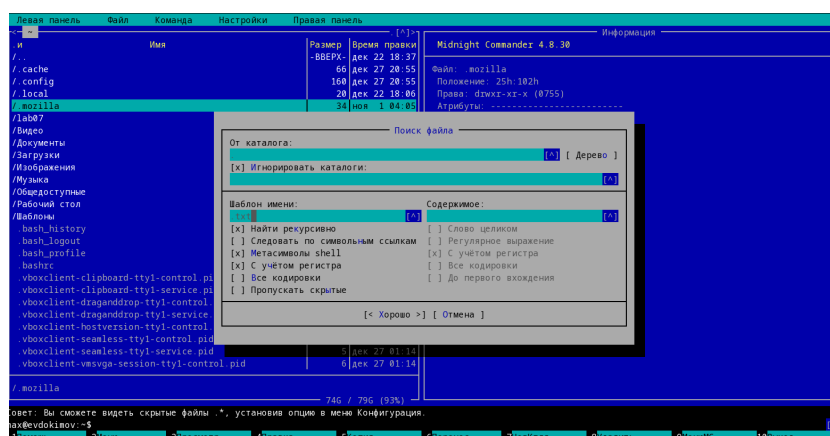 Левая панель Файл Команда Настройки Правая панель
<─ ~ .[^]>
.и Имя Размер Время правки
/.. -ВВЕРХ- дек 22 18:37
/.cache 66 дек 27 20:55
/.config 160 дек 27 20:55
/.local 20 дек 22 18:06
/.mozilla 34 ноя 1 04:05
/lab07
/Видео
/Документы
/Загрузки
/Изображения
/Музыка
/Общедоступные
/Рабочий стол
/Шаблоны
.bash_history
.bash_logout
.bash_profile
.bashrc
.vboxclient-clipboard-tty1-control.pi
.vboxclient-clipboard-tty1-service.pi
.vboxclient-draganddrop-tty1-control.
.vboxclient-draganddrop-tty1-service.
.vboxclient-hostversion-tty1-control.
.vboxclient-seamless-tty1-control.pid
.vboxclient-seamless-tty1-service.pid 5 дек 27 01:14
.vboxclient-vmsvga-session-tty1-control.pid 6 дек 27 01:14
/.mozilla
74G / 79G (93%)
Информация
Midnight Commander 4.8.30
Файл: .mozilla
Положение: 25h:102h
Права: drwxr-xr-x (0755)
Атрибуты: -------------------------
Поиск файла
От каталога:
. [^] [ Дерево ]
[x] Игнорировать каталоги:
[^]
Шаблон имени: Содержимое:
.txt [^] [^]
[x] Найти рекурсивно [ ] Слово целиком
[ ] Следовать по символьным ссылкам [ ] Регулярное выражение
[x] Метасимволы shell [x] С учётом регистра
[x] С учётом регистра [ ] Все кодировки
[ ] Все кодировки [ ] До первого вхождения
[ ] Пропускать скрытые
[< Хорошо >] [ Отмена ]
Совет: Вы сможете видеть скрытые файлы .*, установив опцию в меню Конфигурация.
max@evdokimov:~$